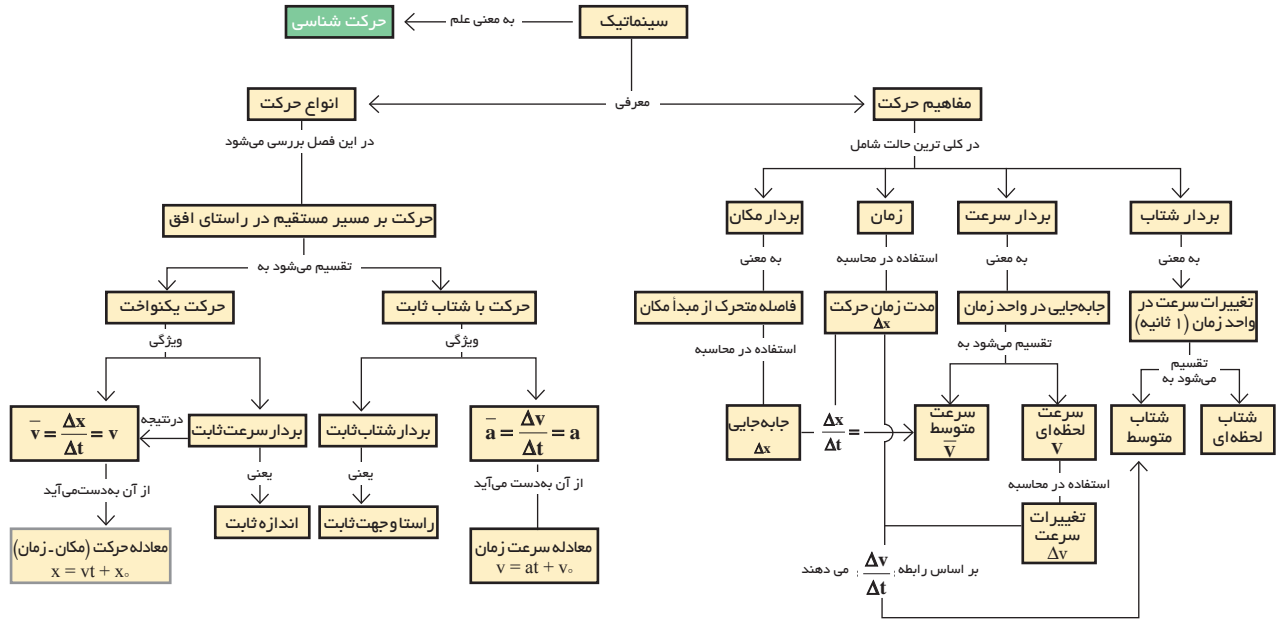 سینماتیک
به معنی علم
حرکت شناسی
معرفی
مفاهیم حرکت
در کلی ترین حالت شامل
بردار شتاب
بردار سرعت
زمان
بردار مکان
به معنی
به معنی
استفاده در محاسبه
به معنی
تغییرات سرعت در
واحد زمان (۱ ثانیه)
جابه‌جایی در واحد زمان
مدت زمان حرکت
Δx
فاصله متحرک از مبدأ مکان
تقسیم
می‌شود به
تقسیم می‌شود به
استفاده در محاسبه
شتاب
لحظه‌ای
شتاب
متوسط
سرعت
لحظه‌ای
v
سرعت
متوسط
v̄
Δx/Δt =
جابه‌جایی
Δx
استفاده در محاسبه
تغییرات
سرعت
Δv
بر اساس رابطه: Δv/Δt ; می دهند
انواع حرکت
در این فصل بررسی می‌شود
حرکت بر مسیر مستقیم در راستای افق
تقسیم می‌شود به
حرکت با شتاب ثابت
حرکت یکنواخت
ویژگی
ویژگی
ā = Δv/Δt = a
بردار شتاب ثابت
بردار سرعت ثابت
درنتیجه
v̄ = Δx/Δt = v
از آن به‌دست می‌آید
یعنی
یعنی
از آن به‌دست‌می‌آید
معادله سرعت زمان
v = at + v₀
راستا و جهت ثابت
اندازه ثابت
معادله حرکت (مکان - زمان)
x = vt + x₀